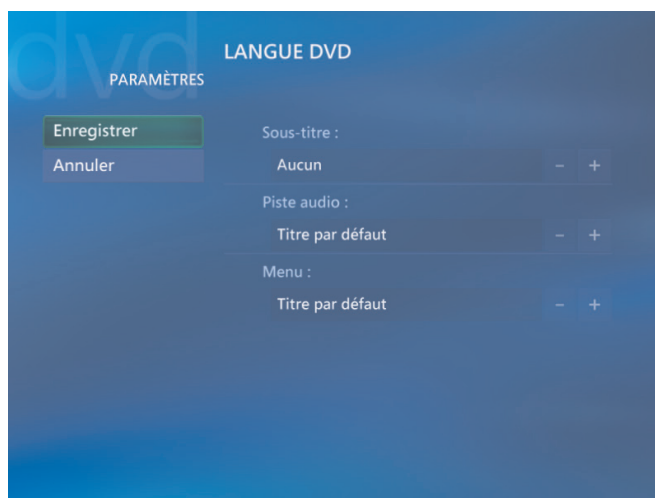 dvd
LANGUE DVD
PARAMÈTRES
Enregistrer
Annuler
Sous-titre :
Aucun
- +
Piste audio :
Titre par défaut
- +
Menu :
Titre par défaut
- +